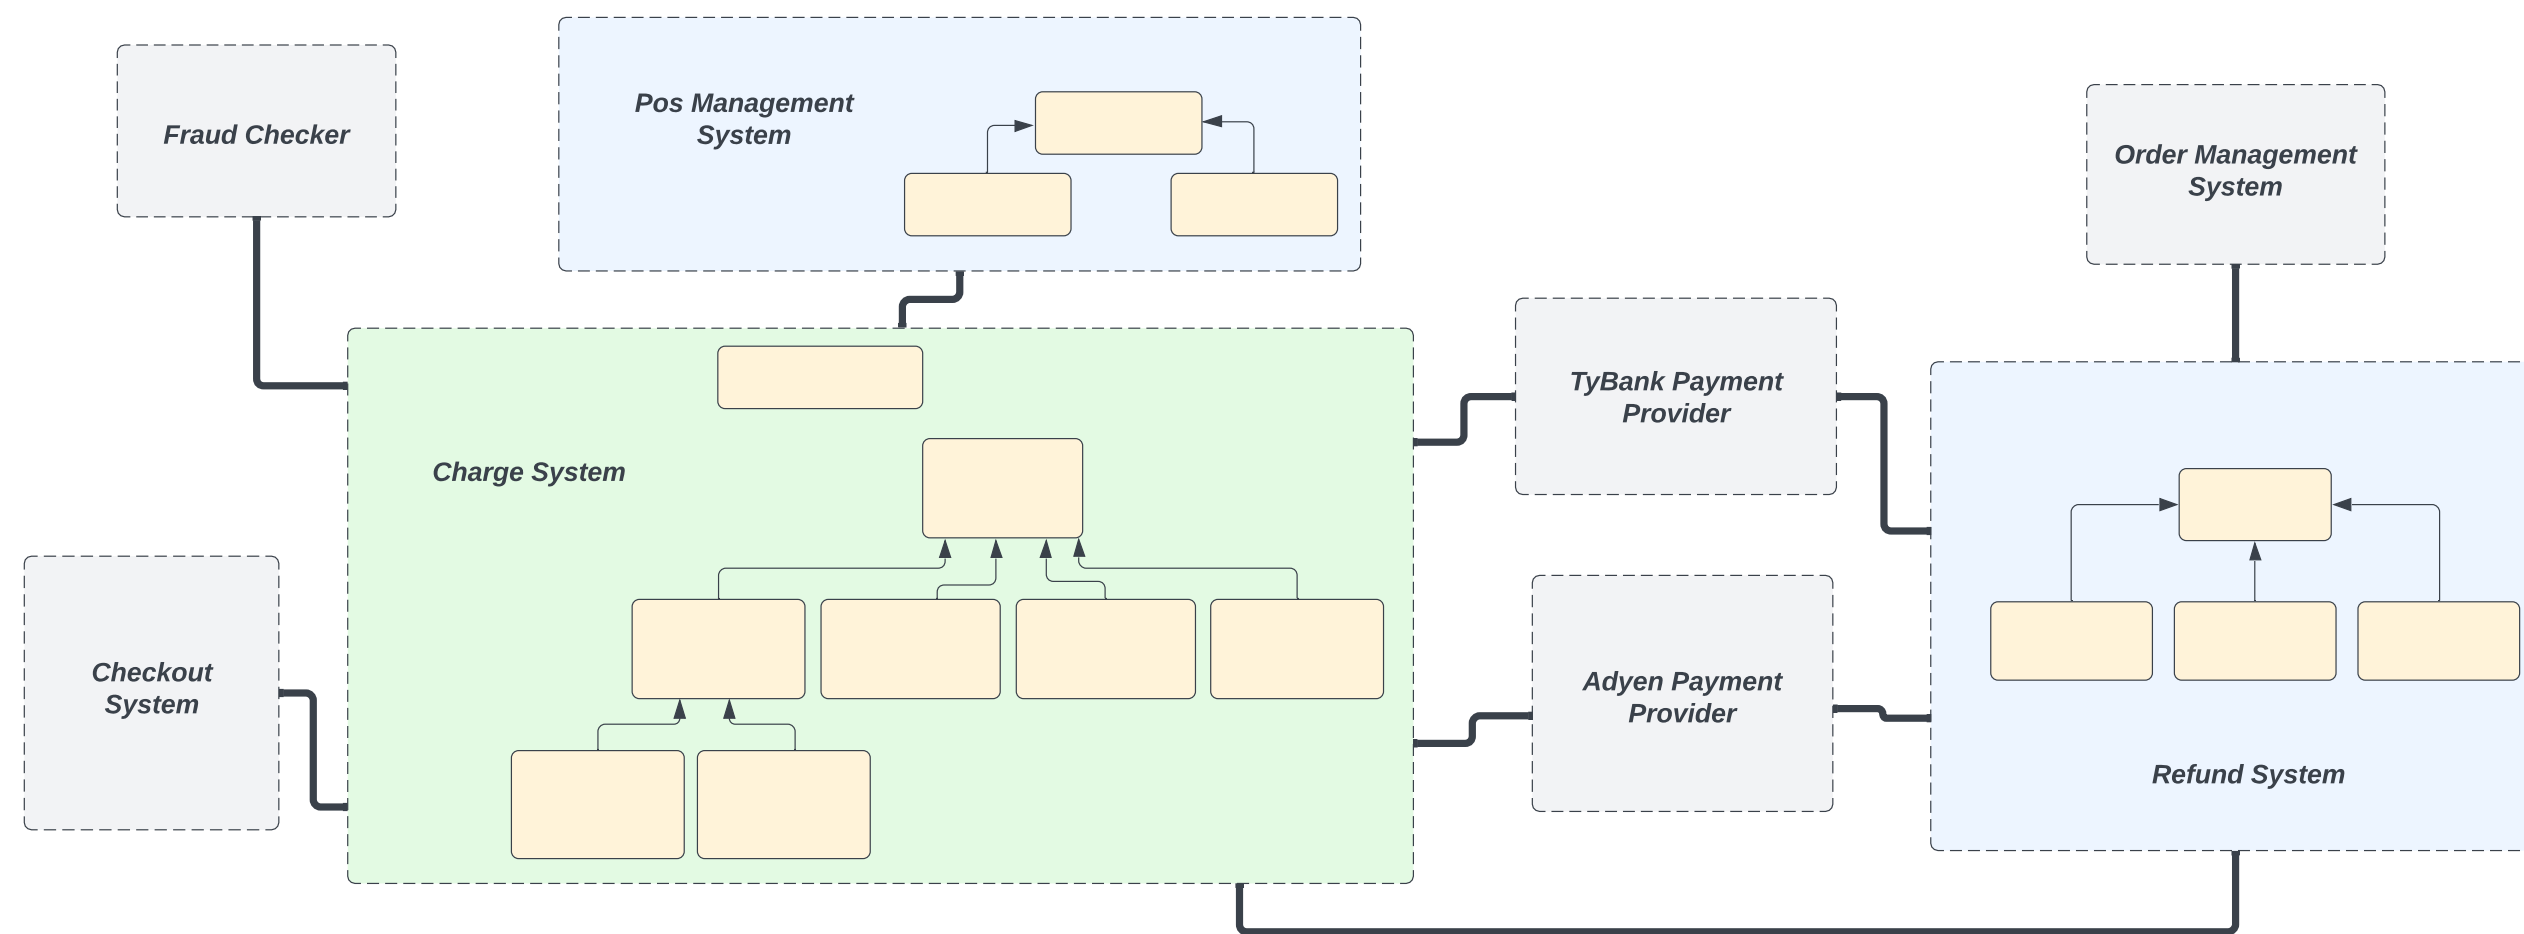 Fraud Checker
Pos Management
System
Order Management
System
TyBank Payment
Provider
Charge System
Checkout
System
Adyen Payment
Provider
Refund System